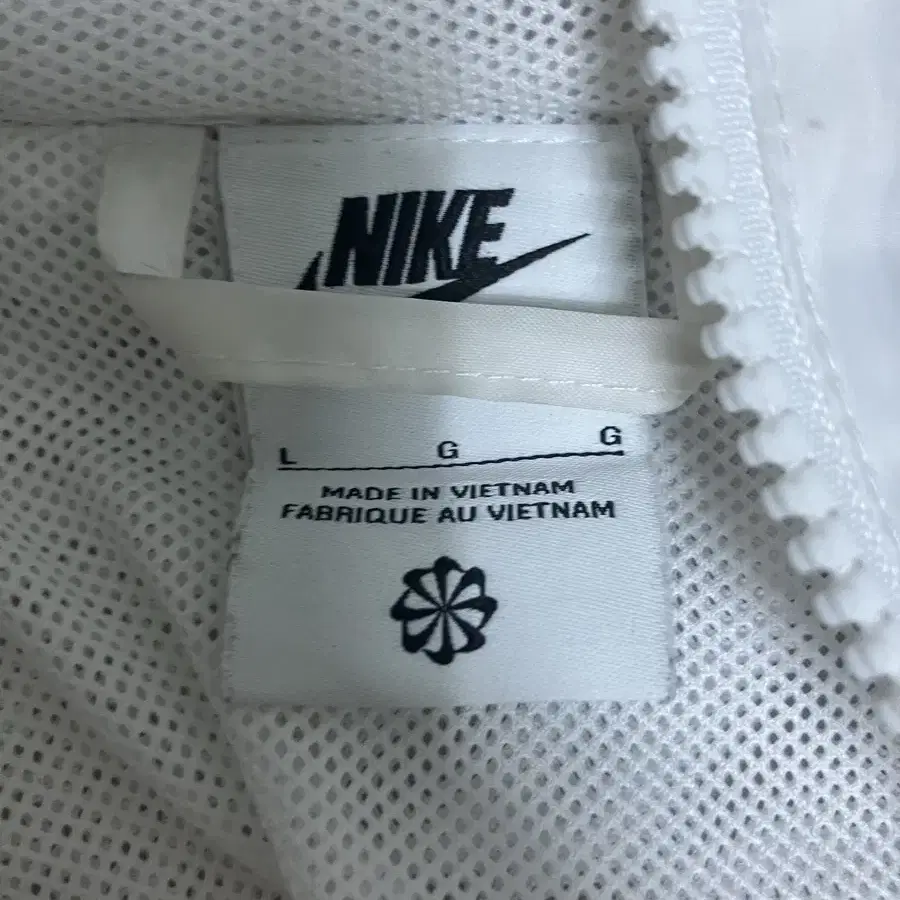 NIKE
L G G
MADE IN VIETNAM
FABRIQUE AU VIETNAM